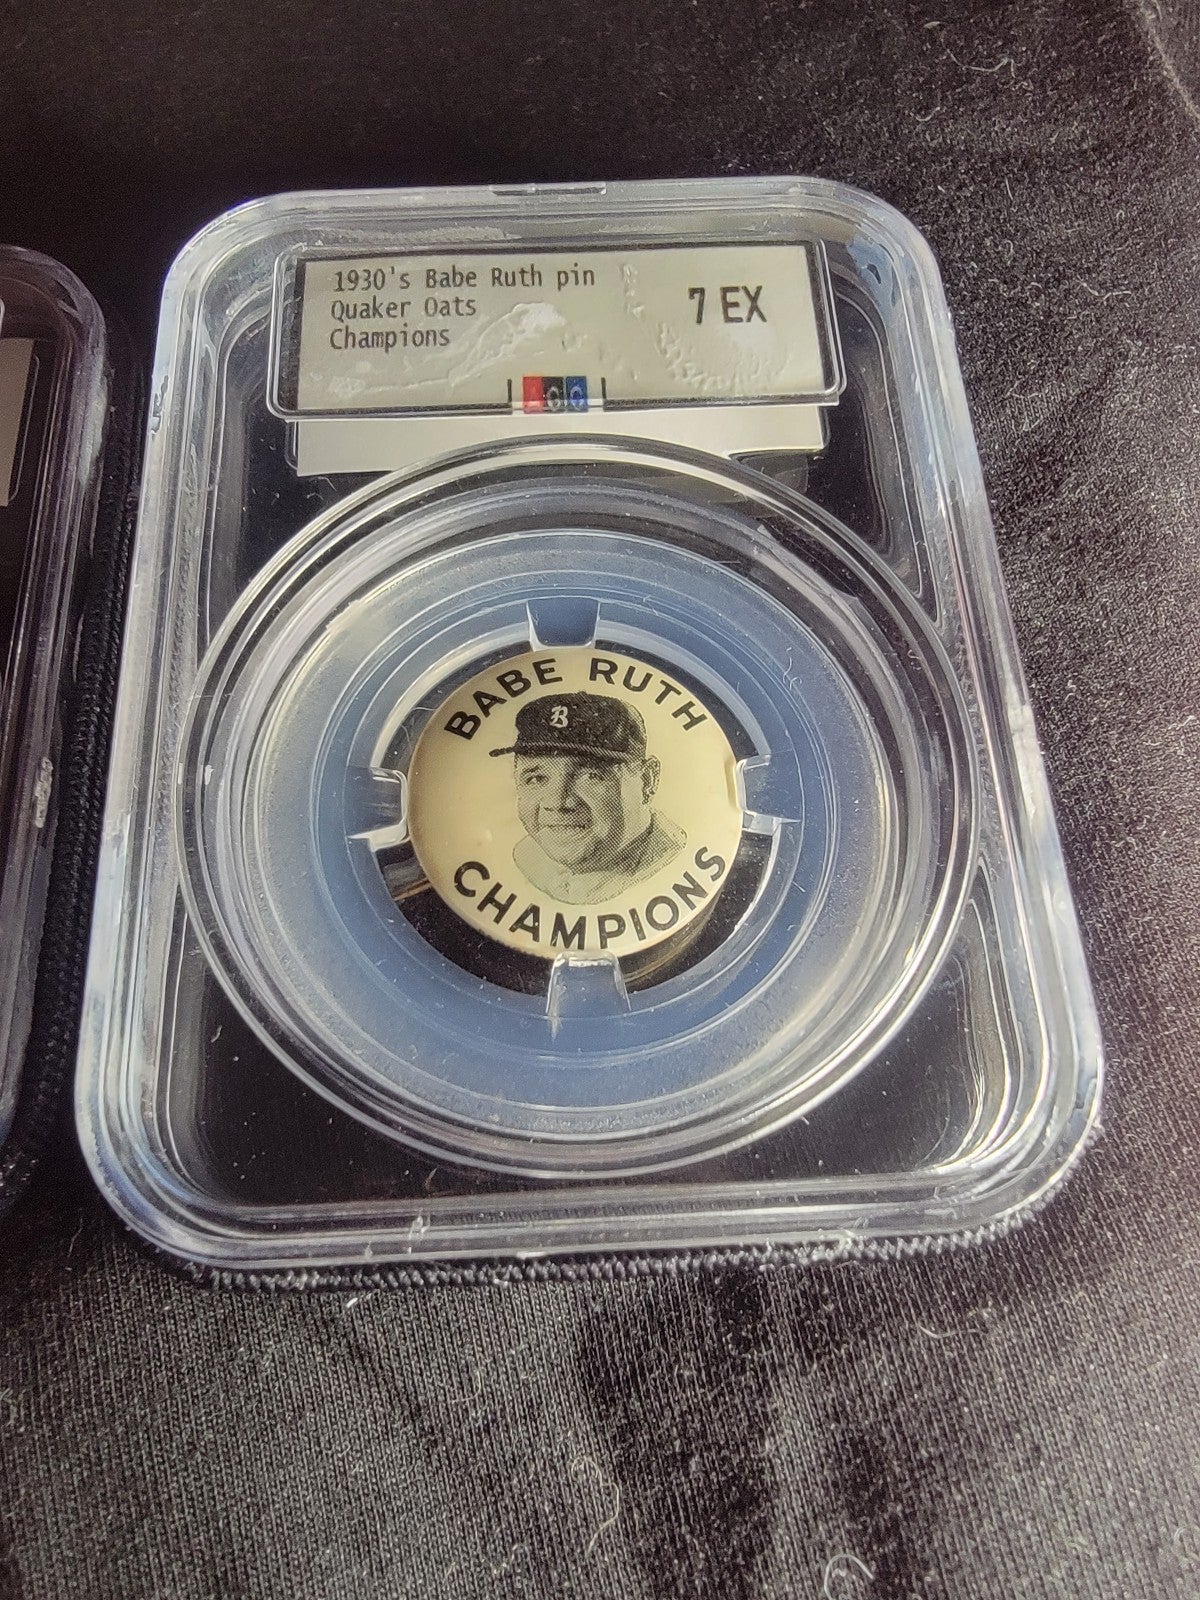 1930's Babe Ruth pin
Quaker Oats
Champions
7 EX
BABE RUTH
B
CHAMPIONS